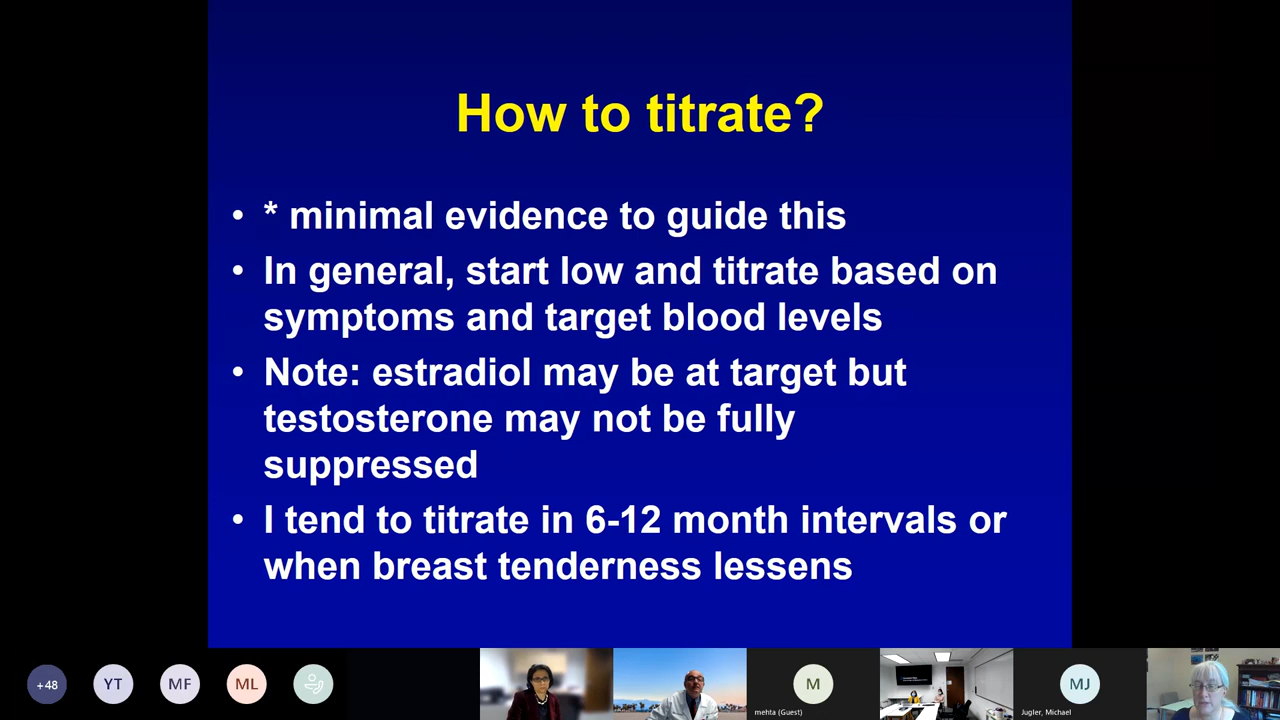 How to titrate?
• * minimal evidence to guide this
• In general, start low and titrate based on
symptoms and target blood levels
• Note: estradiol may be at target but
testosterone may not be fully
suppressed
• I tend to titrate in 6-12 month intervals or
when breast tenderness lessens
+48
YT
MF
ML
M
mehta (Guest)
MJ
Jugler, Michael